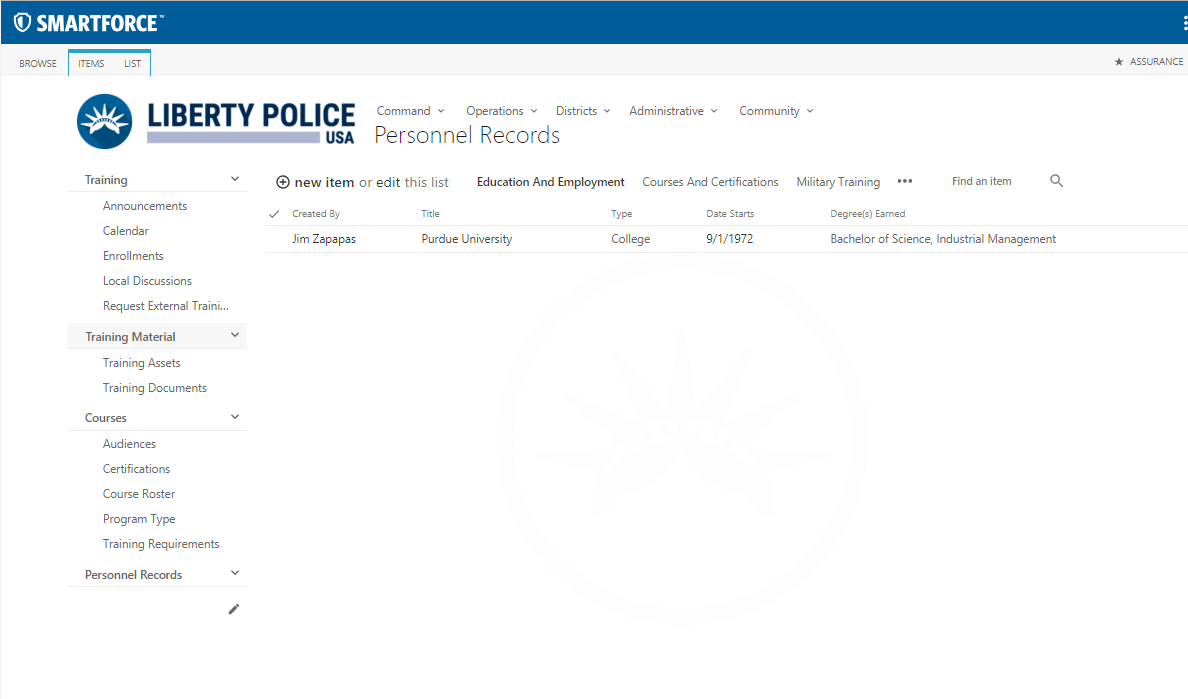 SMARTFORCE™
BROWSE ITEMS LIST ★ ASSURANCE
LIBERTY POLICE
USA
Command Operations Districts Administrative Community
Personnel Records
Training
Announcements
Calendar
Enrollments
Local Discussions
Request External Traini...
Training Material
Training Assets
Training Documents
Courses
Audiences
Certifications
Course Roster
Program Type
Training Requirements
Personnel Records
new item or edit this list Education And Employment Courses And Certifications Military Training ••• Find an item
Created By Title Type Date Starts Degree(s) Earned
Jim Zapapas Purdue University College 9/1/1972 Bachelor of Science, Industrial Management